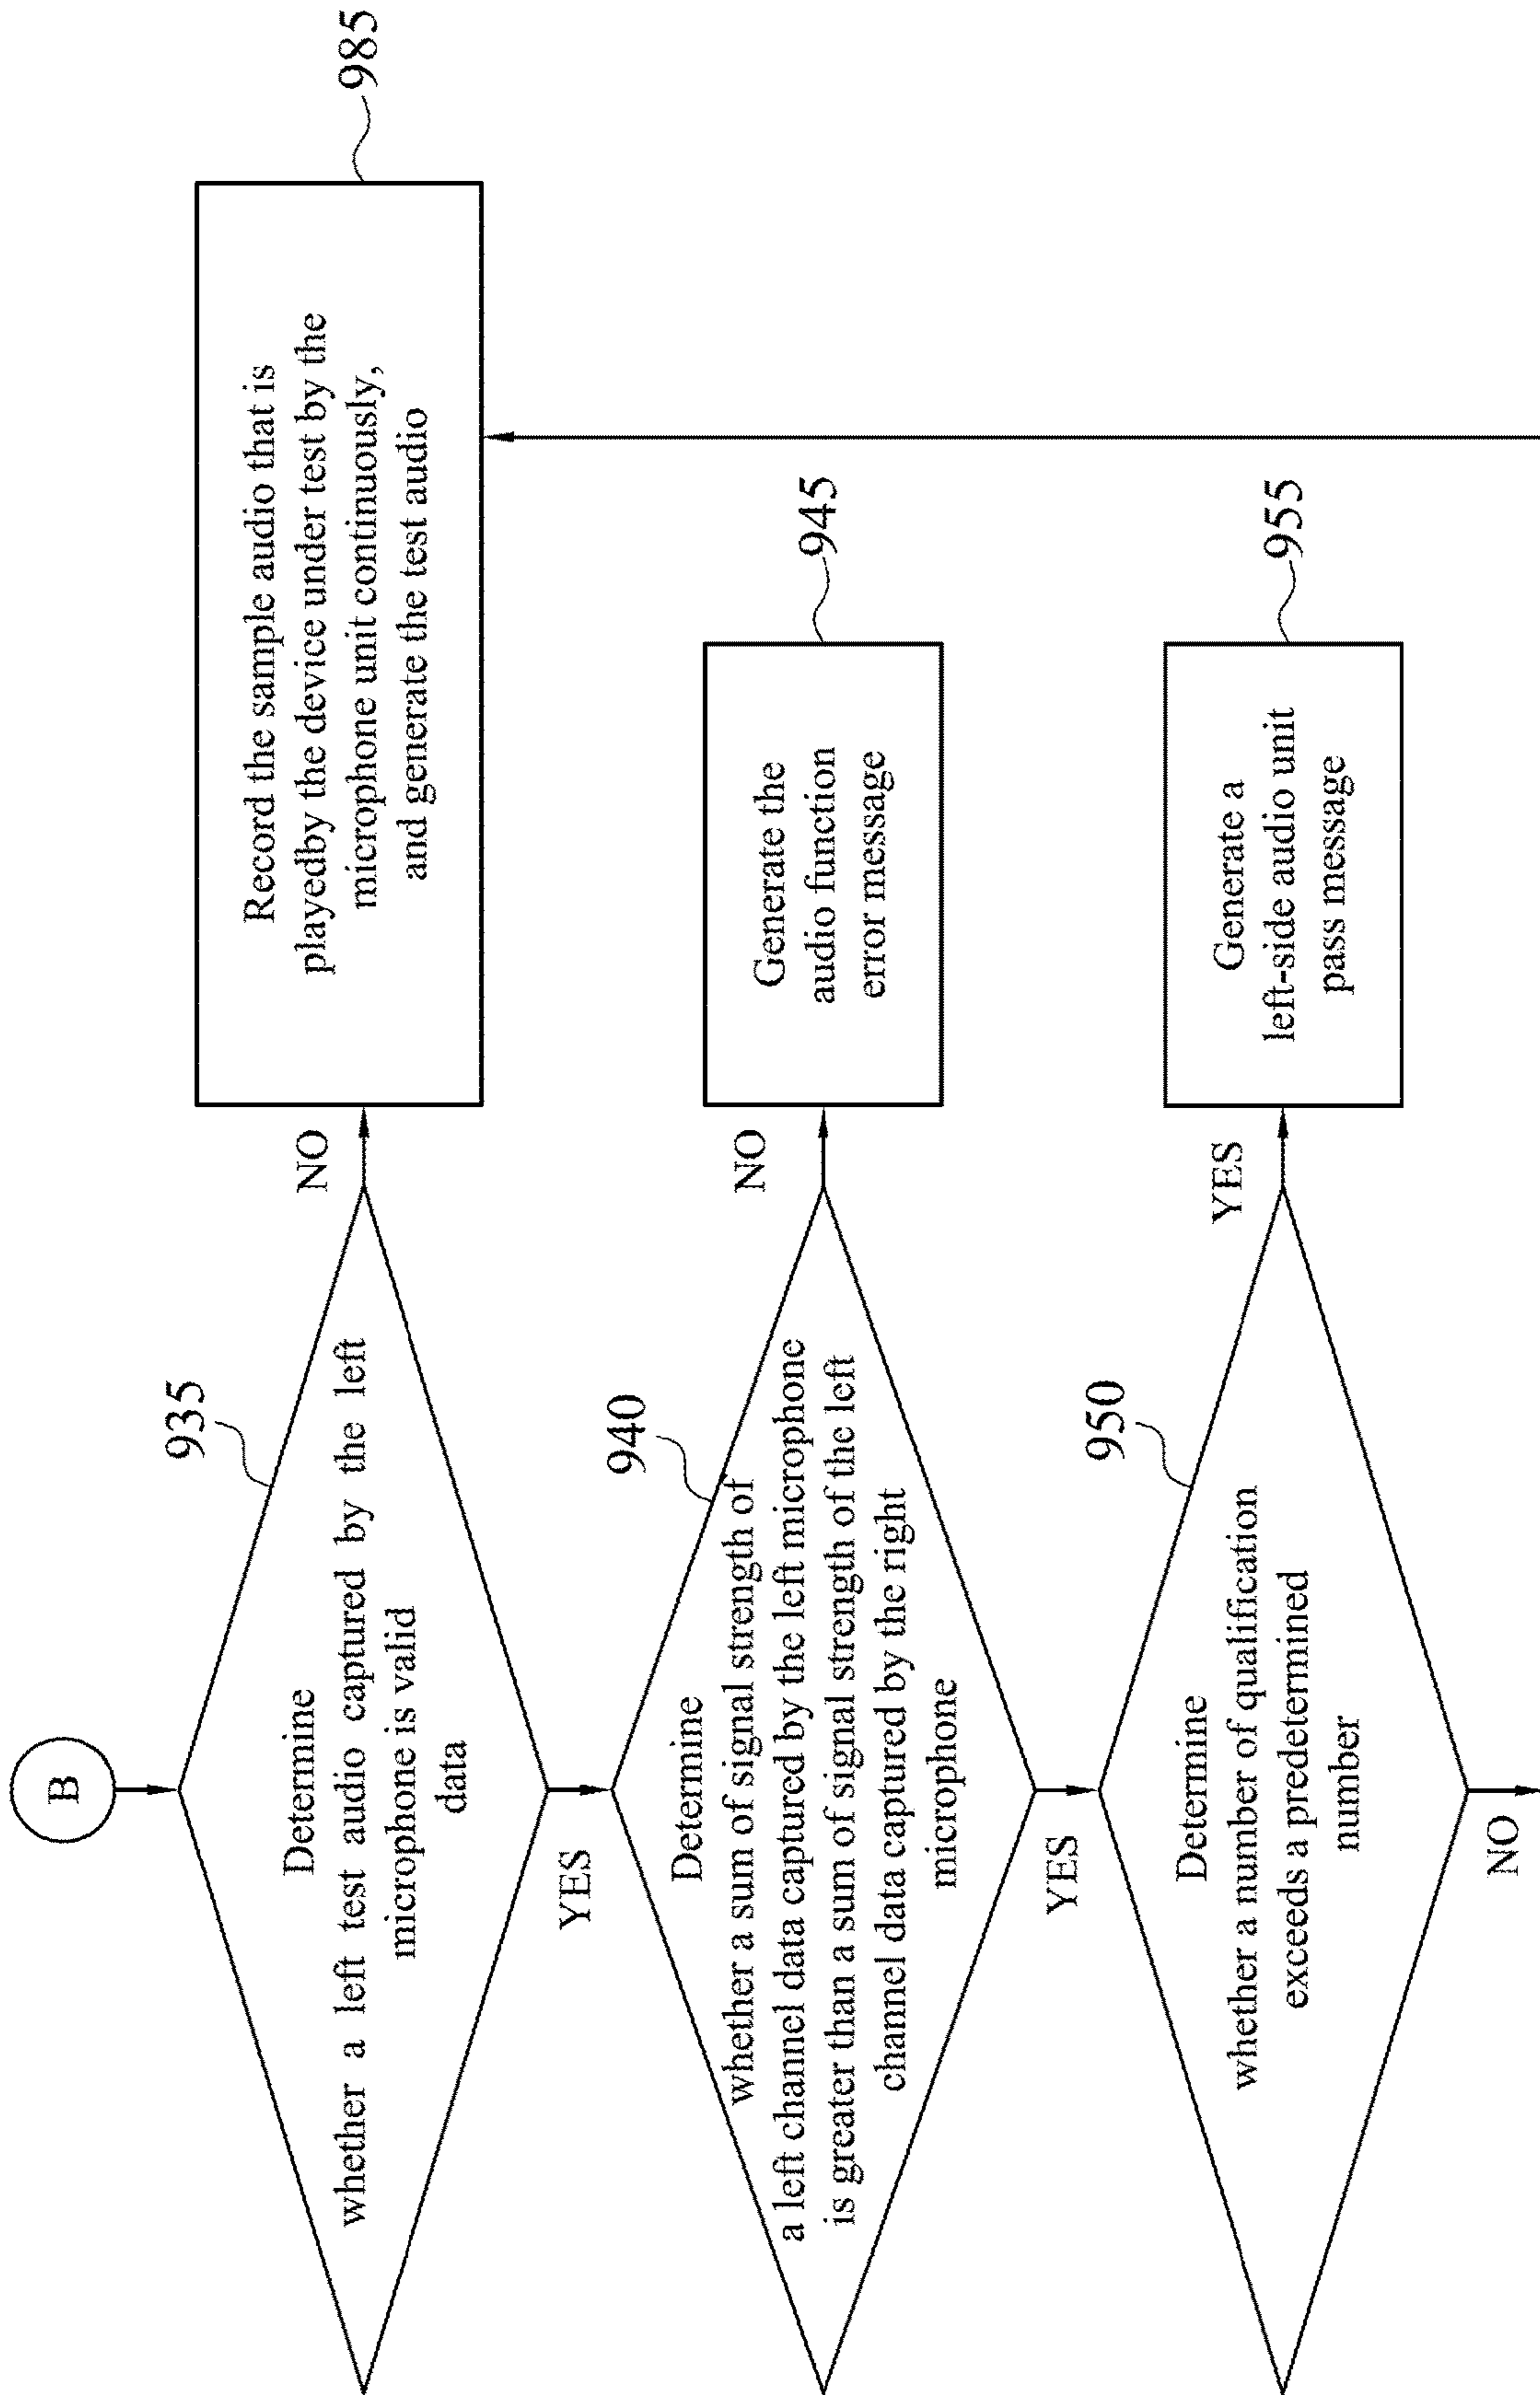 B
935
Determine
whether a left test audio captured by the left
microphone is valid
data
NO
Record the sample audio that is
playedby the device under test by the
microphone unit continuously,
and generate the test audio
985
YES
940
Determine
whether a sum of signal strength of
a left channel data captured by the left microphone
is greater than a sum of signal strength of the left
channel data captured by the right
microphone
NO
Generate the
audio function
error message
945
YES
950
Determine
whether a number of qualification
exceeds a predetermined
number
YES
Generate a
left-side audio unit
pass message
955
NO